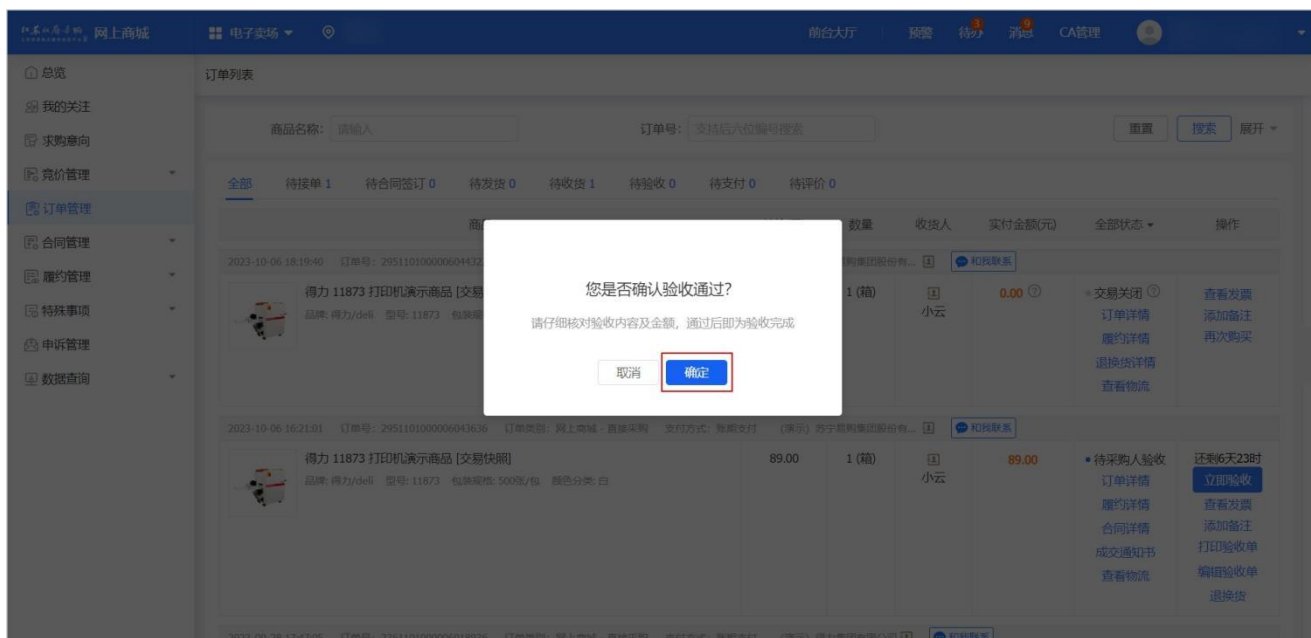 网上商城 电子卖场 前台大厅 预警 待办 3 消息 9 CA管理
总览
订单列表
我的关注
求购意向
竞价管理
订单管理
合同管理
履约管理
特殊事项
申诉管理
数据查询
商品名称： 请输入 订单号： 支持后六位编号搜索 重置 搜索 展开
全部 待接单 1 待合同签订 0 待发货 0 待收货 1 待验收 0 待支付 0 待评价 0
数量 收货人 实付金额(元) 全部状态 操作
2023-10-06 18:19:40 订单号： 和我联系
得力 11873 打印机演示商品 [交易 1 (箱) 小云 0.00 交易关闭 查看发票
品牌: 得力/deli 型号: 11873 订单详情 添加备注
履约详情 再次购买
退换货详情
查看物流
您是否确认验收通过？
请仔细核对验收内容及金额，通过后即为验收完成
取消 确定
2023-10-06 16:21:01 订单号： 2951101000006043636 订单类别： 网上商城 - 直接采购 支付方式： 账期支付 (演示) 苏宁易购集团股份有... 和我联系
得力 11873 打印机演示商品 [交易快照] 89.00 1 (箱) 小云 89.00 待采购人验收 还剩6天23时
品牌: 得力/deli 型号: 11873 包装规格: 500张/包 颜色分类: 白 订单详情 立即验收
履约详情 查看发票
合同详情 添加备注
成交通知书 打印验收单
查看物流 编辑验收单
退换货